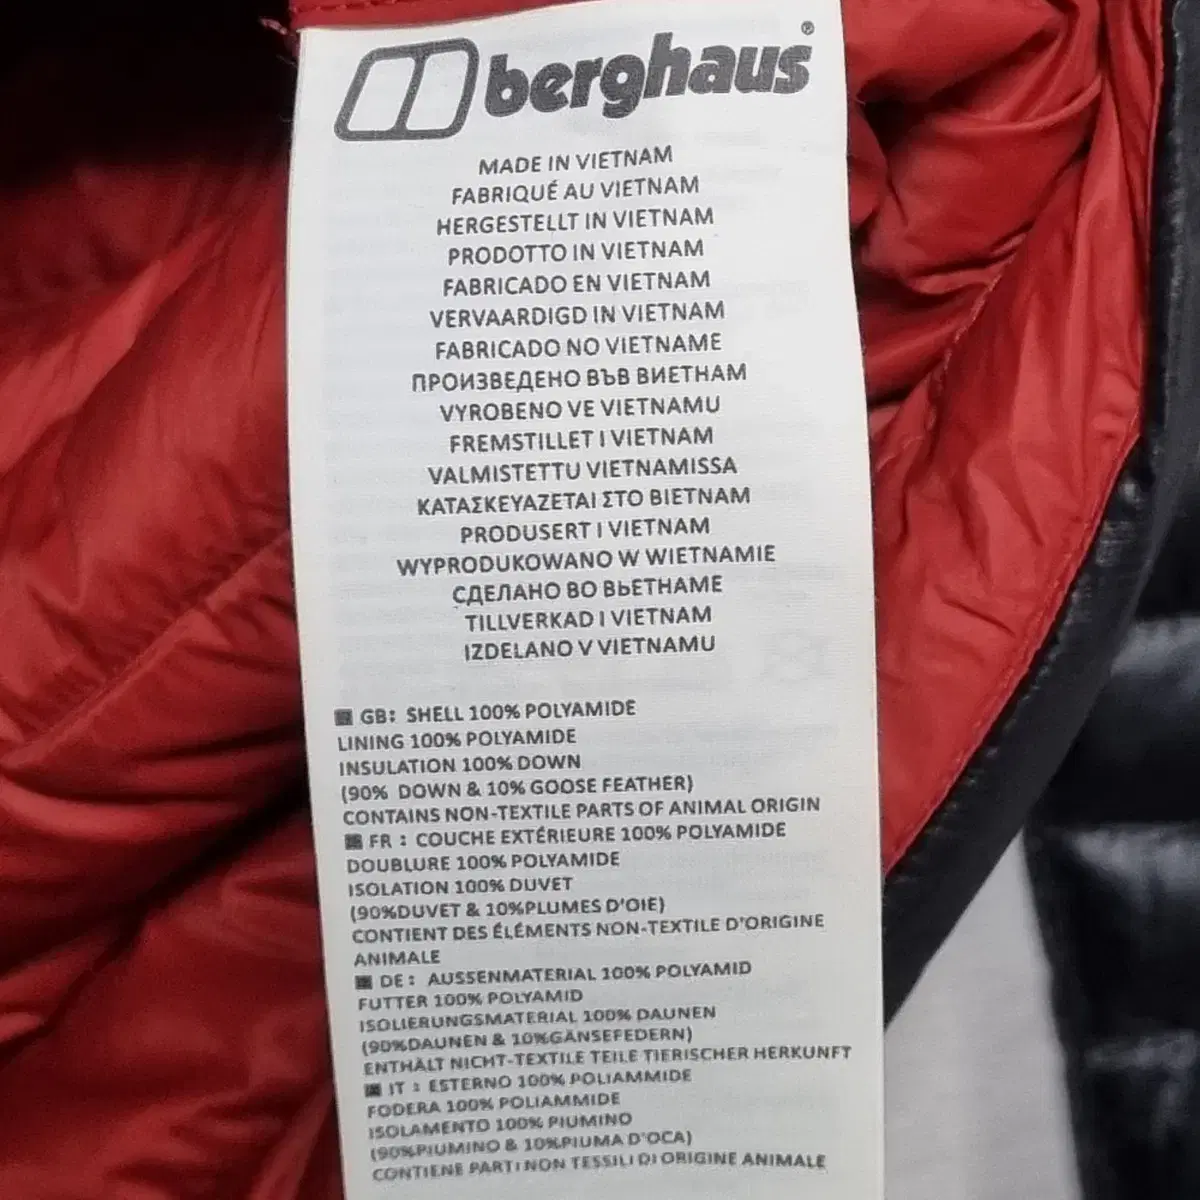 berghaus®
MADE IN VIETNAM
FABRIQUÉ AU VIETNAM
HERGESTELLT IN VIETNAM
PRODOTTO IN VIETNAM
FABRICADO EN VIETNAM
VERVAARDIGD IN VIETNAM
FABRICADO NO VIETNAME
ПРОИЗВЕДЕНО ВЪВ ВИЕТНАМ
VYROBENO VE VIETNAMU
FREMSTILLET I VIETNAM
VALMISTETTU VIETNAMISSA
ΚΑΤΑΣΚΕΥΑΖΕΤΑΙ ΣΤΟ ΒΙΕΤΝΑΜ
PRODUSERT I VIETNAM
WYPRODUKOWANO W WIETNAMIE
СДЕЛАНО ВО ВЬЕТНАМЕ
TILLVERKAD I VIETNAM
IZDELANO V VIETNAMU
GB: SHELL 100% POLYAMIDE
LINING 100% POLYAMIDE
INSULATION 100% DOWN
(90% DOWN & 10% GOOSE FEATHER)
CONTAINS NON-TEXTILE PARTS OF ANIMAL ORIGIN
FR : COUCHE EXTÉRIEURE 100% POLYAMIDE
DOUBLURE 100% POLYAMIDE
ISOLATION 100% DUVET
(90%DUVET & 10%PLUMES D'OIE)
CONTIENT DES ÉLÉMENTS NON-TEXTILE D'ORIGINE
ANIMALE
DE : AUSSENMATERIAL 100% POLYAMID
FUTTER 100% POLYAMID
ISOLIERUNGSMATERIAL 100% DAUNEN
(90%DAUNEN & 10%GÄNSEFEDERN)
ENTHÄLT NICHT-TEXTILE TEILE TIERISCHER HERKUNFT
IT : ESTERNO 100% POLIAMMIDE
FODERA 100% POLIAMMIDE
ISOLAMENTO 100% PIUMINO
(90%PIUMINO & 10%PIUMA D'OCA)
CONTIENE PARTI NON TESSILI DI ORIGINE ANIMALE